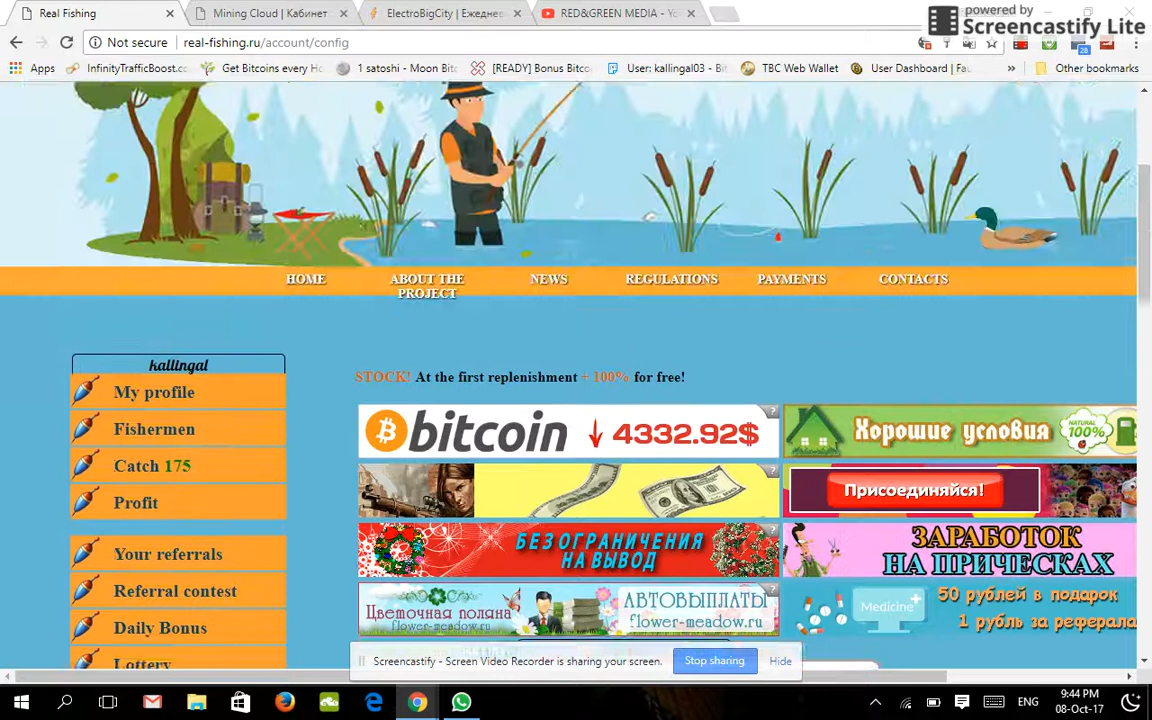 Real Fishing
Mining Cloud | Кабинет
ElectroBigCity | Ежеднев
RED&GREEN MEDIA - Yo
powered by
Screencastify Lite
Not secure
real-fishing.ru/account/config
28
Apps
InfinityTrafficBoost.cc
Get Bitcoins every Ho
1 satoshi - Moon Bit
[READY] Bonus Bitco
User: kallingal03 - Bi
TBC Web Wallet
User Dashboard | Fau
»
Other bookmarks
HOME
ABOUT THE
PROJECT
NEWS
REGULATIONS
PAYMENTS
CONTACTS
kallingal
My profile
Fishermen
Catch 175
Profit
Your referrals
Referral contest
Daily Bonus
Lottery
STOCK! At the first replenishment + 100% for free!
bitcoin ↓ 4332.92$
Хорошие условия
NATURAL
100%
Присоединяйся!
БЕЗ ОГРАНИЧЕНИЯ
НА ВЫВОД
ЗАРАБОТОК
НА ПРИЧЕСКАХ
Цветочная поляна
flower-meadow.ru
АВТОВЫПЛАТЫ
flower-meadow.ru
Medicine
50 рублей в подарок
1 рубль за реферала
Screencastify - Screen Video Recorder is sharing your screen.
Stop sharing
Hide
ENG
9:44 PM
08-Oct-17